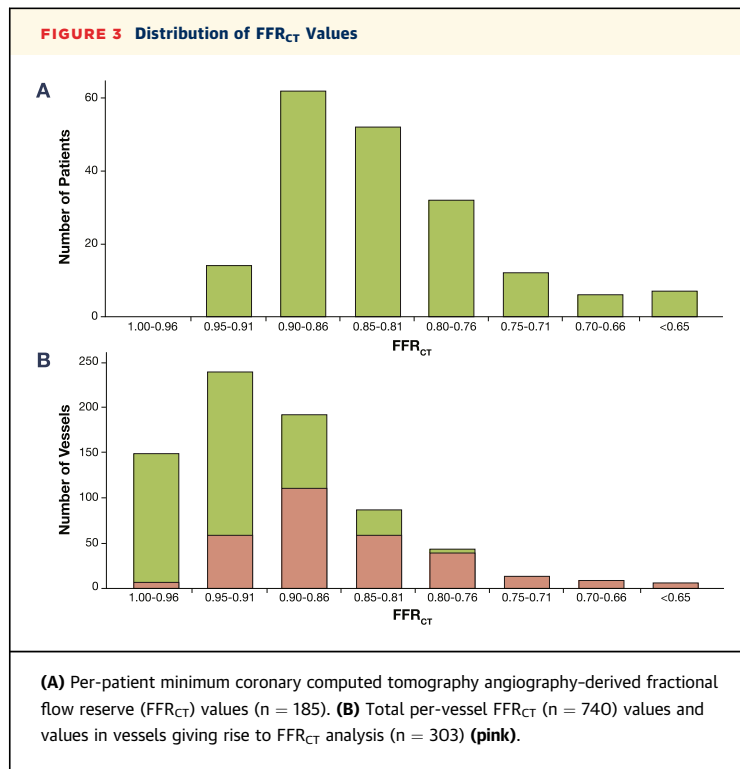 FIGURE 3 Distribution of FFRCT Values
A
Number of Patients
60
40
20
0
1.00-0.96 0.95-0.91 0.90-0.86 0.85-0.81 0.80-0.76 0.75-0.71 0.70-0.66 <0.65
FFRCT
B
Number of Vessels
250
200
150
100
50
0
1.00-0.96 0.95-0.91 0.90-0.86 0.85-0.81 0.80-0.76 0.75-0.71 0.70-0.66 <0.65
FFRCT
(A) Per-patient minimum coronary computed tomography angiography–derived fractional
flow reserve (FFRCT) values (n = 185). (B) Total per-vessel FFRCT (n = 740) values and
values in vessels giving rise to FFRCT analysis (n = 303) (pink).